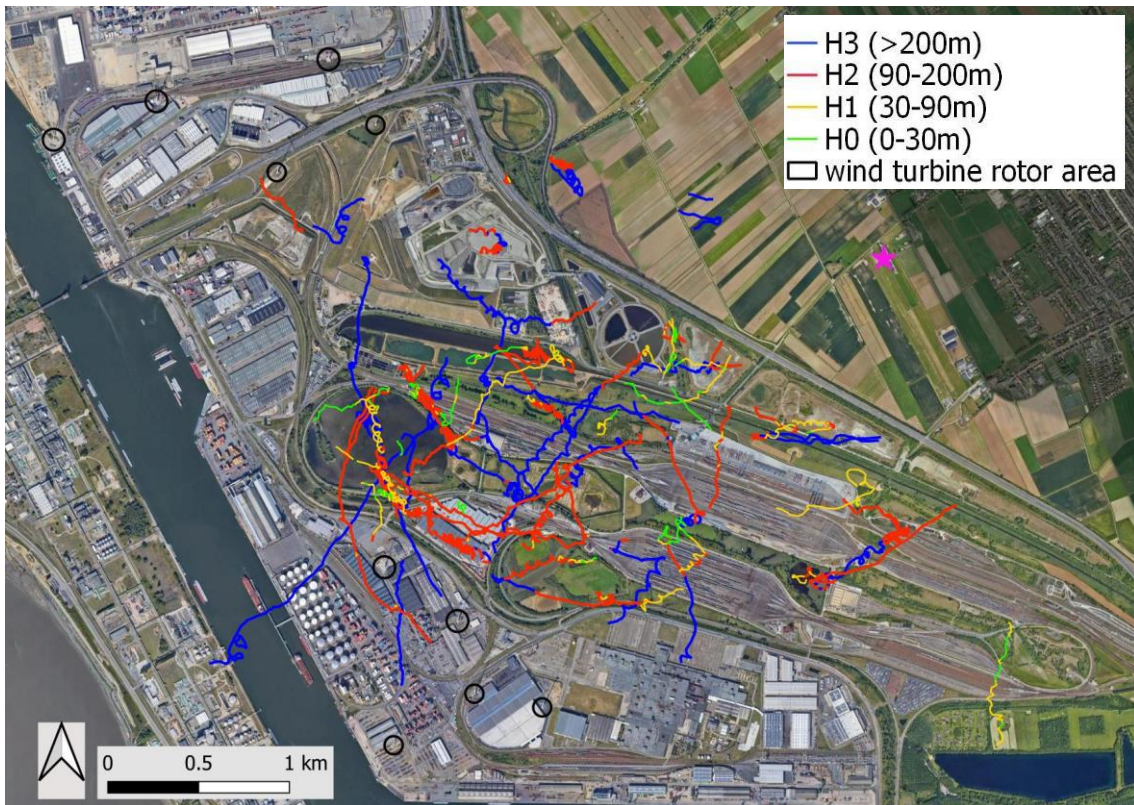 H3 (>200m)
H2 (90-200m)
H1 (30-90m)
H0 (0-30m)
wind turbine rotor area
0 0.5 1 km